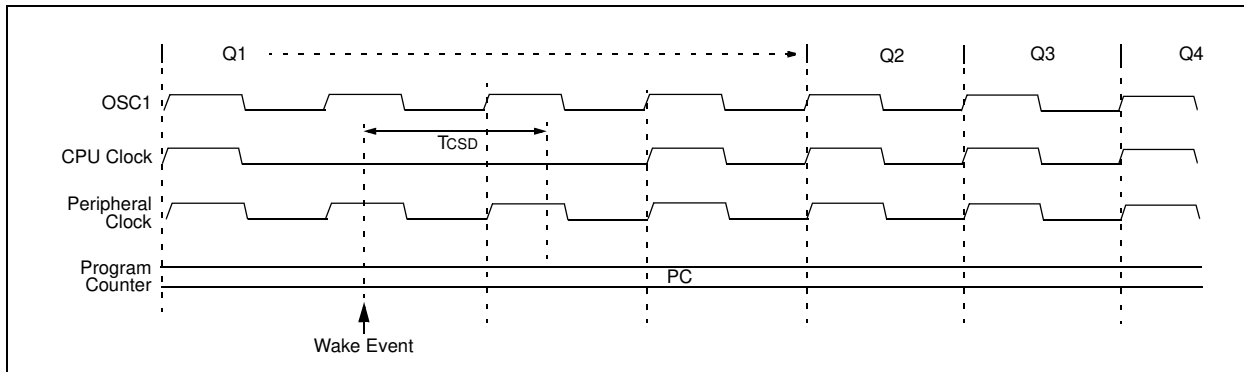 Q1 Q2 Q3 Q4
OSC1
TCSD
CPU Clock
Peripheral
Clock
Program
Counter
PC
Wake Event